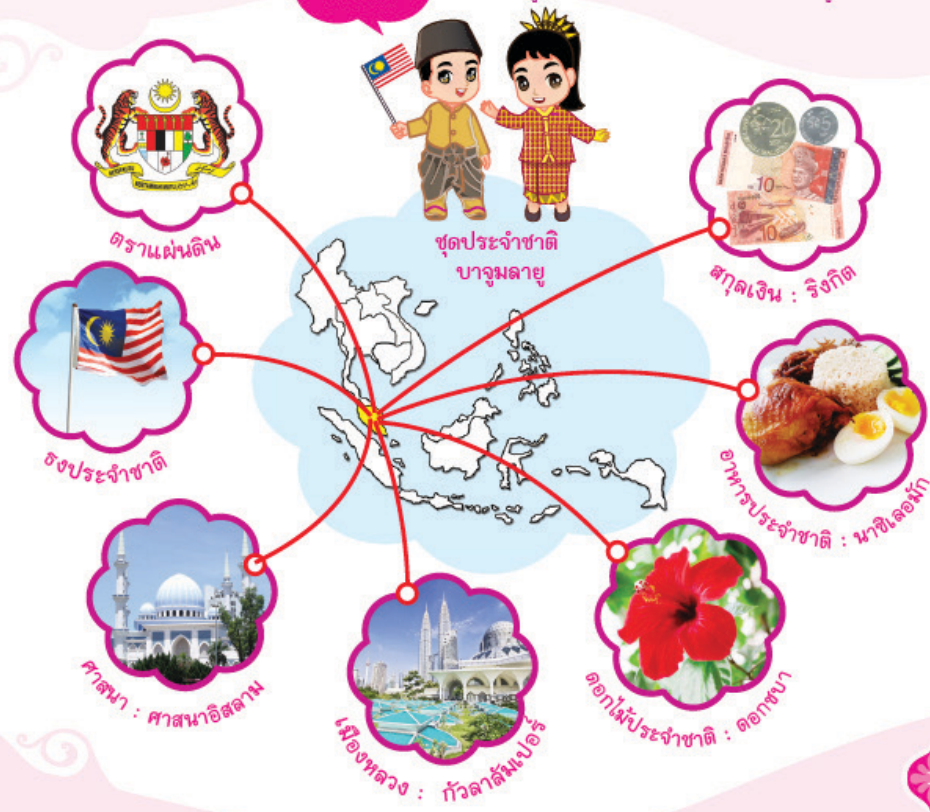 ตราแผ่นดิน
ชุดประจำชาติ
บาจูมลายู
สกุลเงิน : ริงกิต
ธงประจำชาติ
อาหารประจำชาติ : นาซิเลอมัก
ศาสนา : ศาสนาอิสลาม
เมืองหลวง : กัวลาลัมเปอร์
ดอกไม้ประจำชาติ : ดอกชบา
20
5
10
10